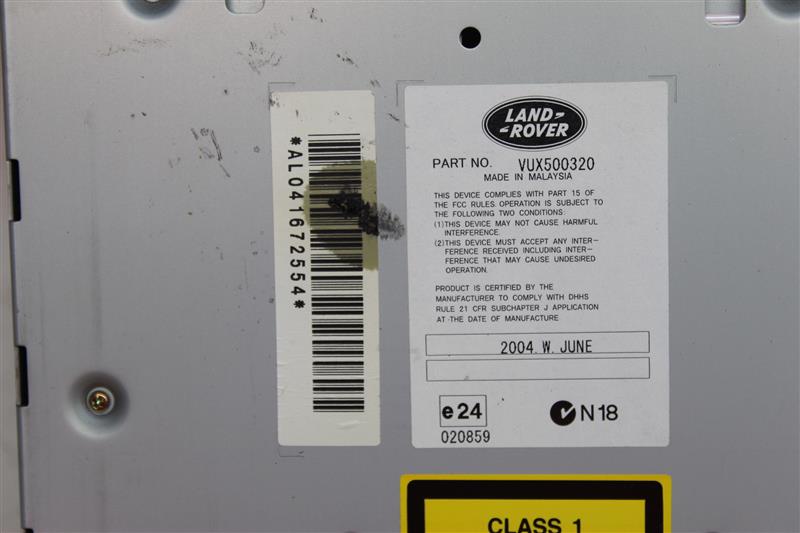 *AL041672554*
LAND-
-ROVER
PART NO. VUX500320
MADE IN MALAYSIA
THIS DEVICE COMPLIES WITH PART 15 OF
THE FCC RULES. OPERATION IS SUBJECT TO
THE FOLLOWING TWO CONDITIONS:
(1)THIS DEVICE MAY NOT CAUSE HARMFUL
INTERFERENCE.
(2)THIS DEVICE MUST ACCEPT ANY INTER-
FERENCE RECEIVED INCLUDING INTER-
FERENCE THAT MAY CAUSE UNDESIRED
OPERATION.
PRODUCT IS CERTIFIED BY THE
MANUFACTURER TO COMPLY WITH DHHS
RULE 21 CFR SUBCHAPTER J APPLICATION
AT THE DATE OF MANUFACTURE
2004. W. JUNE
e24
020859
N18
CLASS 1